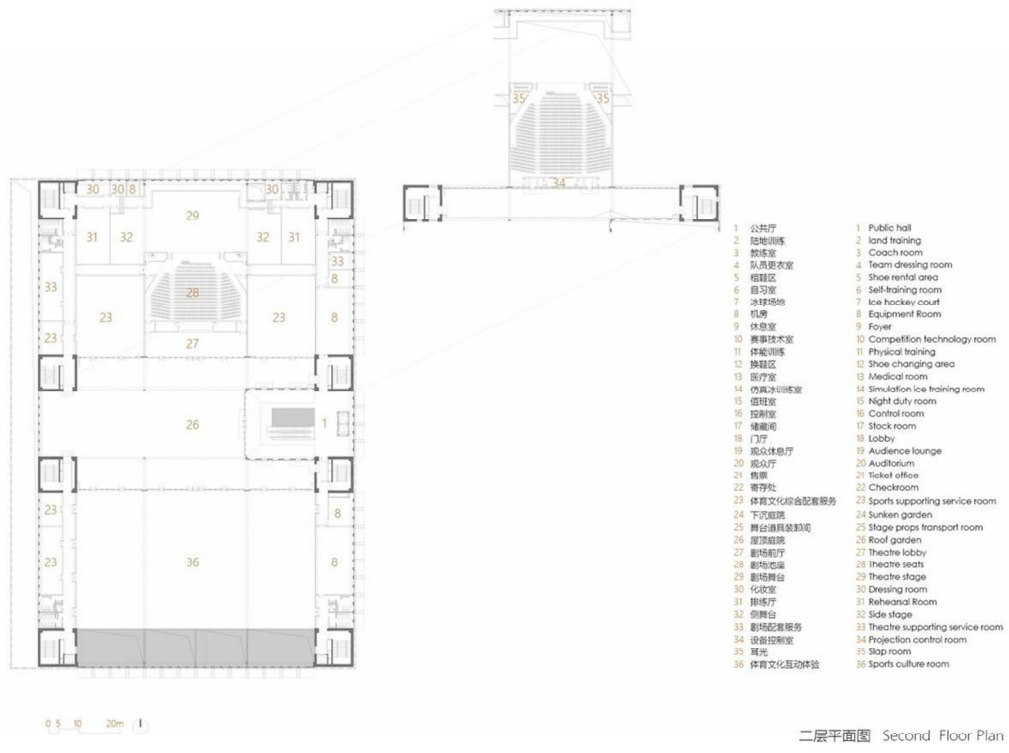 35 35
34
30 30 8 30
29
31 32 32 31
33
33 8
28
23 23 8
23
27
26 1
23 8
23 36 8
1 公共厅
2 陆地训练
3 教练室
4 队员更衣室
5 租鞋区
6 自习室
7 冰球场地
8 机房
9 休息室
10 赛事技术室
11 体能训练
12 换鞋区
13 医疗室
14 仿真冰训练室
15 值班室
16 控制室
17 储藏间
18 门厅
19 观众休息厅
20 观众厅
21 售票
22 寄存处
23 体育文化综合配套服务
24 下沉庭院
25 舞台道具装卸间
26 屋顶庭院
27 剧场前厅
28 剧场池座
29 剧场舞台
30 化妆室
31 排练厅
32 侧舞台
33 剧场配套服务
34 设备控制室
35 耳光
36 体育文化互动体验
1 Public hall
2 land training
3 Coach room
4 Team dressing room
5 Shoe rental area
6 Self-training room
7 Ice hockey court
8 Equipment Room
9 Foyer
10 Competition technology room
11 Physical training
12 Shoe changing area
13 Medical room
14 Simulation ice training room
15 Night duty room
16 Control room
17 Stock room
18 Lobby
19 Audience lounge
20 Auditorium
21 Ticket office
22 Checkroom
23 Sports supporting service room
24 Sunken garden
25 Stage props transport room
26 Roof garden
27 Theatre lobby
28 Theatre seats
29 Theatre stage
30 Dressing room
31 Rehearsal Room
32 Side stage
33 Theatre supporting service room
34 Projection control room
35 Slap room
36 Sports culture room
0 5 10 20m
二层平面图 Second Floor Plan